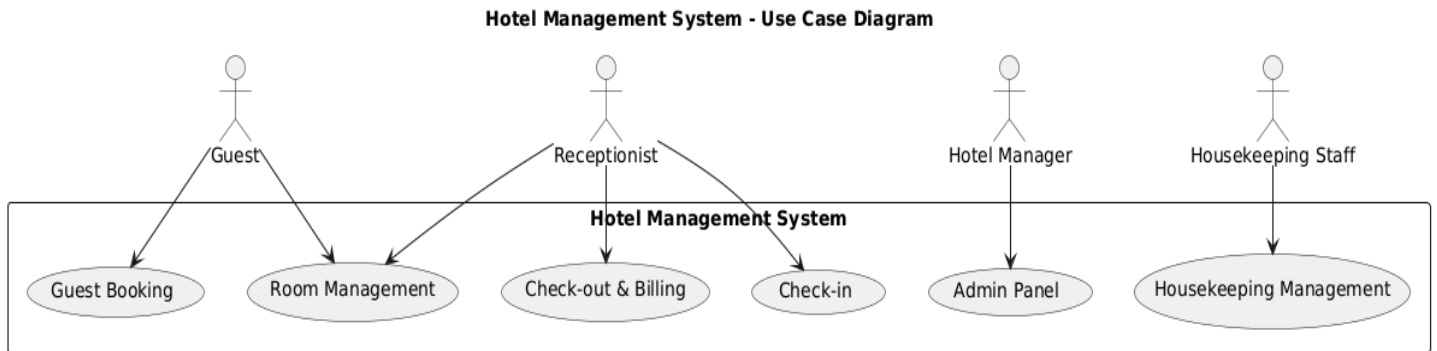 Hotel Management System - Use Case Diagram
Guest
Receptionist
Hotel Manager
Housekeeping Staff
Hotel Management System
Guest Booking
Room Management
Check-out & Billing
Check-in
Admin Panel
Housekeeping Management